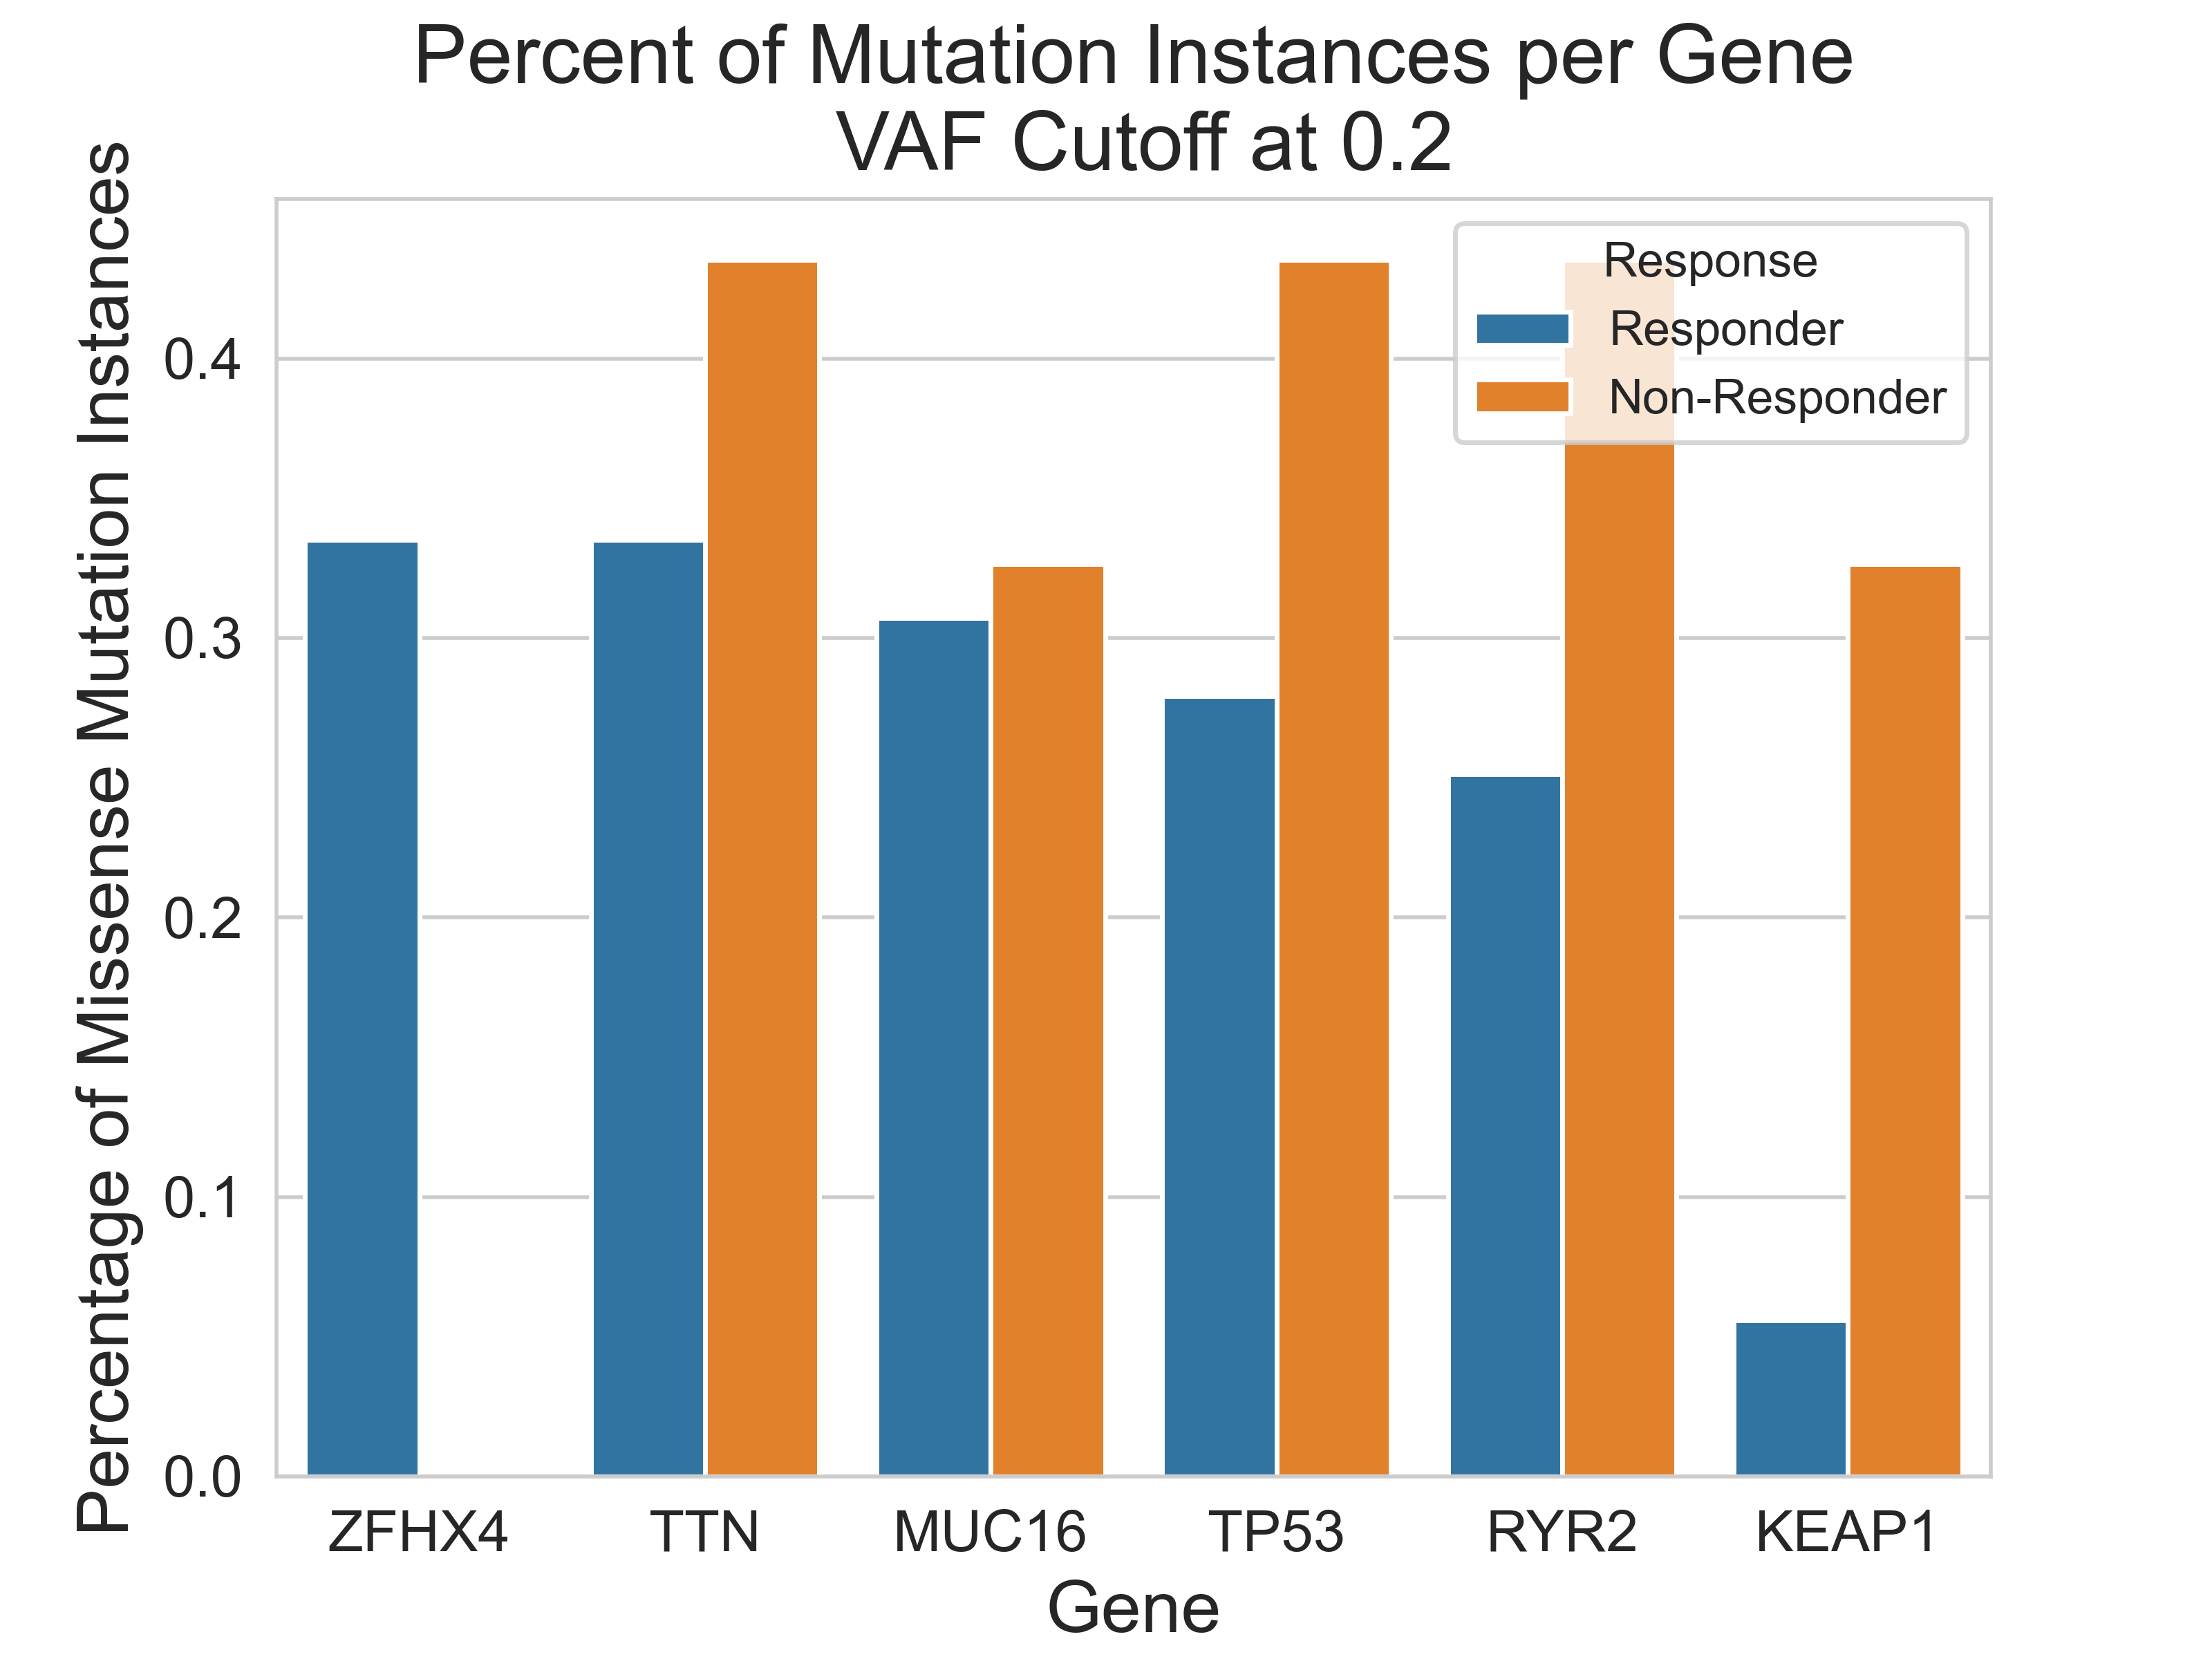 Percent of Mutation Instances per Gene
VAF Cutoff at 0.2
Percentage of Missense Mutation Instances
0.4
0.3
0.2
0.1
0.0
Response
Responder
Non-Responder
ZFHX4 TTN MUC16 TP53 RYR2 KEAP1
Gene